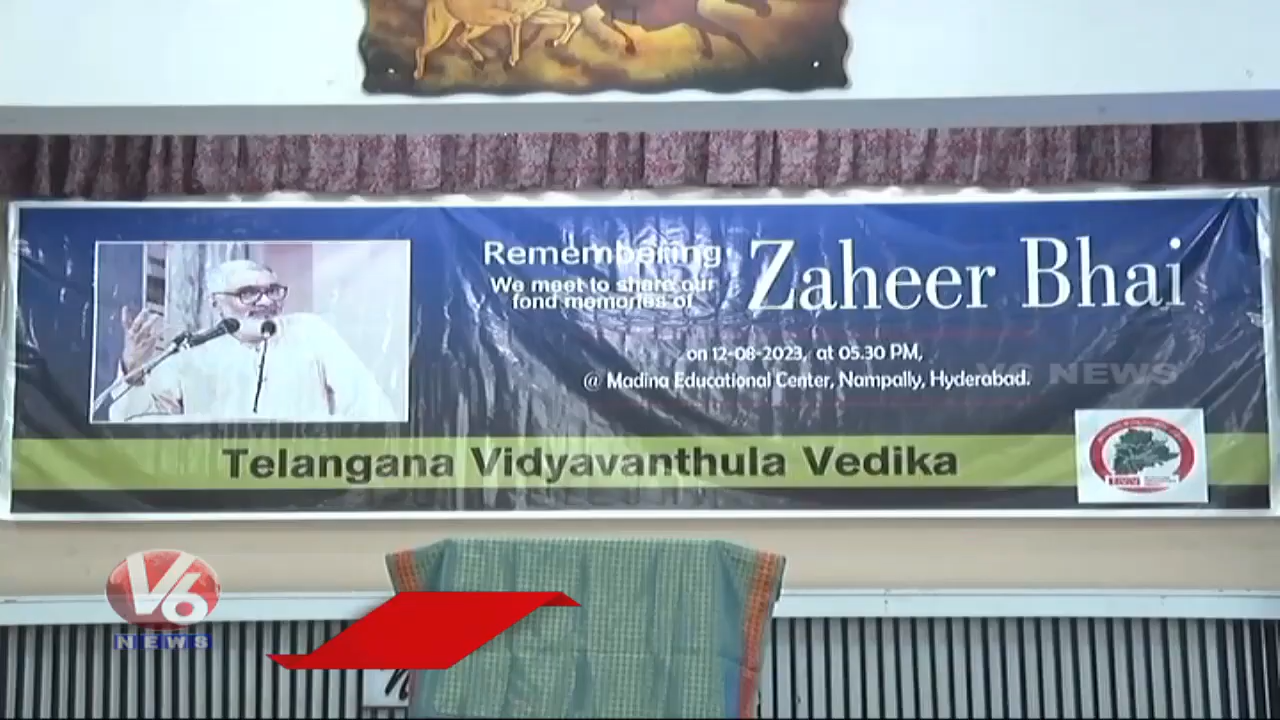 Remembering
We meet to share our
fond memories of
Zaheer Bhai
on 12-08-2023, at 05.30 PM,
@ Madina Educational Center, Nampally, Hyderabad.
NEWS
Telangana Vidyavanthula Vedika
V6
NEWS